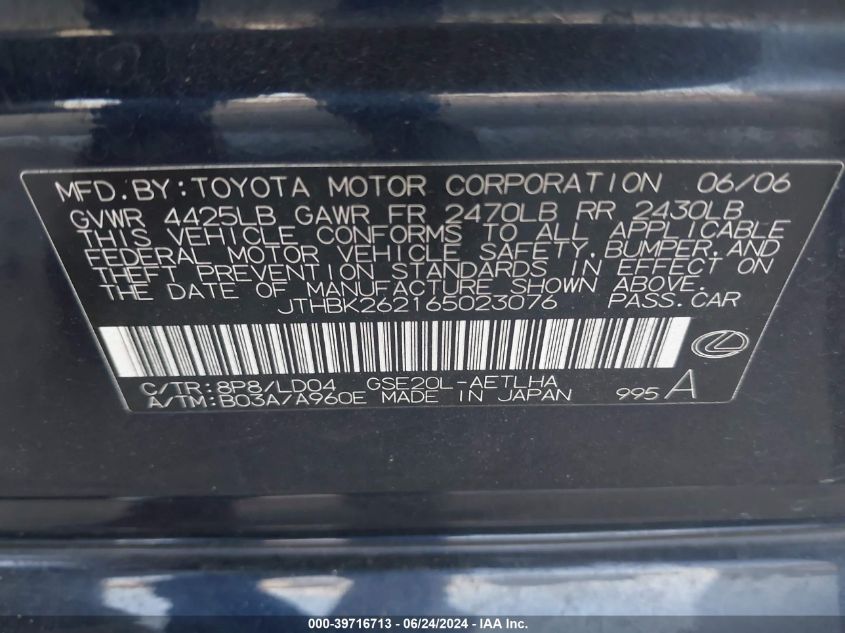 MFD.BY:TOYOTA MOTOR CORPORATION 06/06
GVWR 4425LB GAWR FR 2470LB RR 2430LB
THIS VEHICLE CONFORMS TO ALL APPLICABLE
FEDERAL MOTOR VEHICLE SAFETY,BUMPER,AND
THEFT PREVENTION STANDARDS IN EFFECT ON
THE DATE OF MANUFACTURE SHOWN ABOVE.
JTHBK262165023076 PASS.CAR
C/TR:8P8/LD04 GSE20L-AETLHA
A/TM:B03A/A960E MADE IN JAPAN 995 A
000-39716713 - 06/24/2024 - IAA Inc.